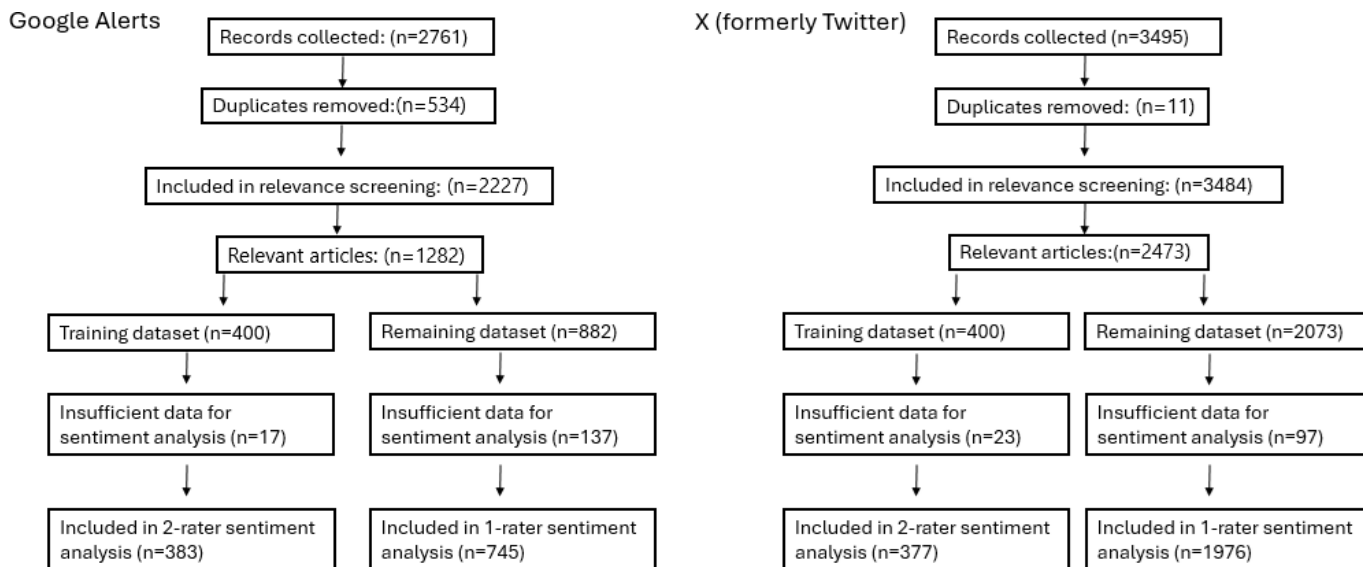 Google Alerts
Records collected: (n=2761)
Duplicates removed:(n=534)
Included in relevance screening: (n=2227)
Relevant articles: (n=1282)
Training dataset (n=400)
Remaining dataset (n=882)
Insufficient data for
sentiment analysis (n=17)
Insufficient data for
sentiment analysis (n=137)
Included in 2-rater sentiment
analysis (n=383)
Included in 1-rater sentiment
analysis (n=745)
X (formerly Twitter)
Records collected (n=3495)
Duplicates removed: (n=11)
Included in relevance screening: (n=3484)
Relevant articles:(n=2473)
Training dataset (n=400)
Remaining dataset (n=2073)
Insufficient data for
sentiment analysis (n=23)
Insufficient data for
sentiment analysis (n=97)
Included in 2-rater sentiment
analysis (n=377)
Included in 1-rater sentiment
analysis (n=1976)